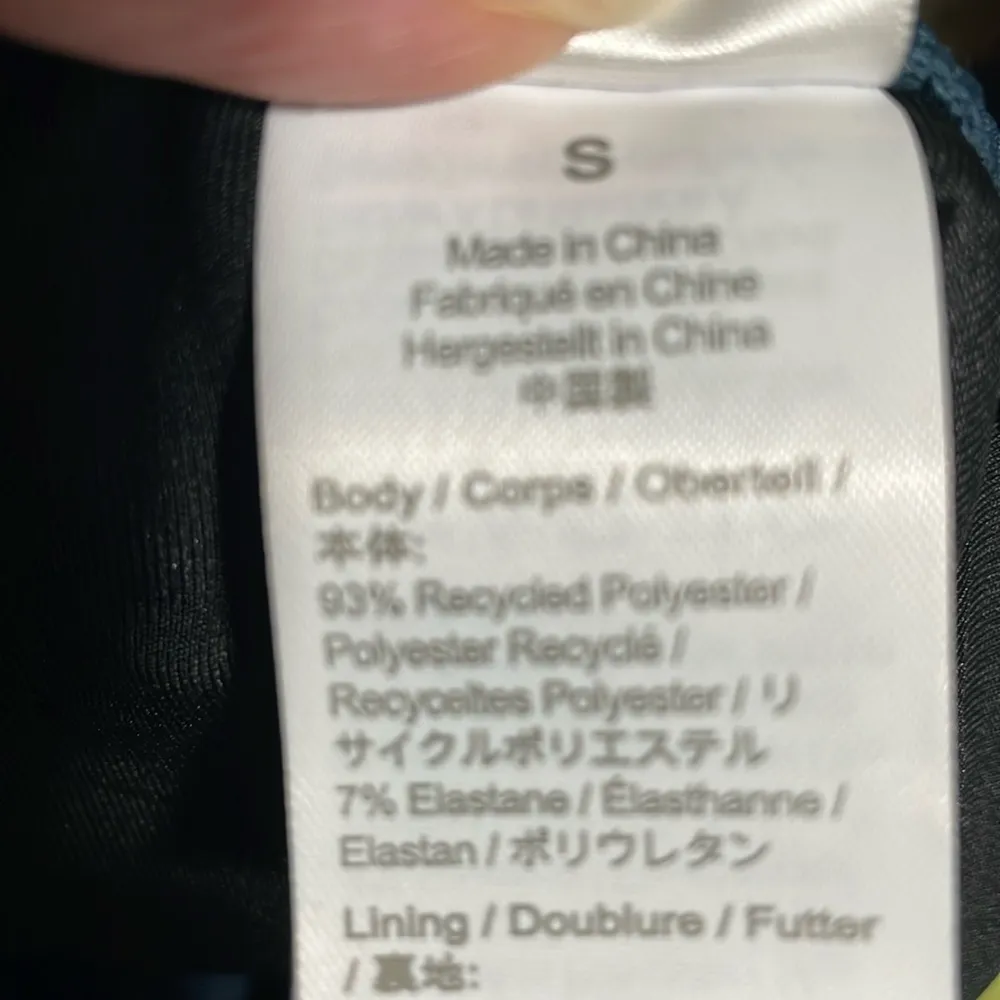 S
Made in China
Fabriqué en Chine
Hergestellt in China
中国製
Body / Corps / Oberteil /
本体:
93% Recycled Polyester /
Polyester Recyclé /
Recyceltes Polyester / リ
サイクルポリエステル
7% Elastane / Élasthanne /
Elastan / ポリウレタン
Lining / Doublure / Futter
/ 裏地: